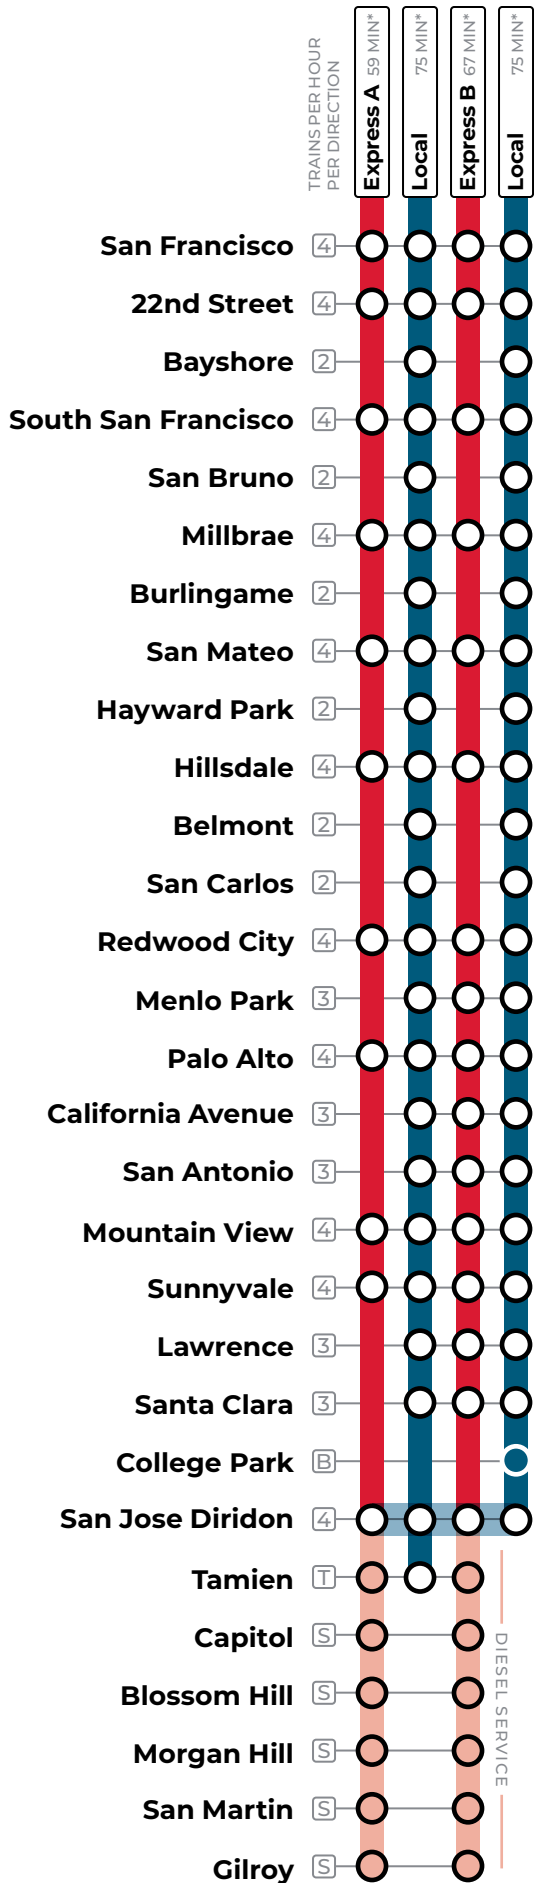 TRAINS PER HOUR
PER DIRECTION
Express A 59 MIN*
Local 75 MIN*
Express B 67 MIN*
Local 75 MIN*
San Francisco 4
22nd Street 4
Bayshore 2
South San Francisco 4
San Bruno 2
Millbrae 4
Burlingame 2
San Mateo 4
Hayward Park 2
Hillsdale 4
Belmont 2
San Carlos 2
Redwood City 4
Menlo Park 3
Palo Alto 4
California Avenue 3
San Antonio 3
Mountain View 4
Sunnyvale 4
Lawrence 3
Santa Clara 3
College Park B
San Jose Diridon 4
Tamien T
Capitol S
Blossom Hill S
Morgan Hill S
San Martin S
Gilroy S
DIESEL SERVICE